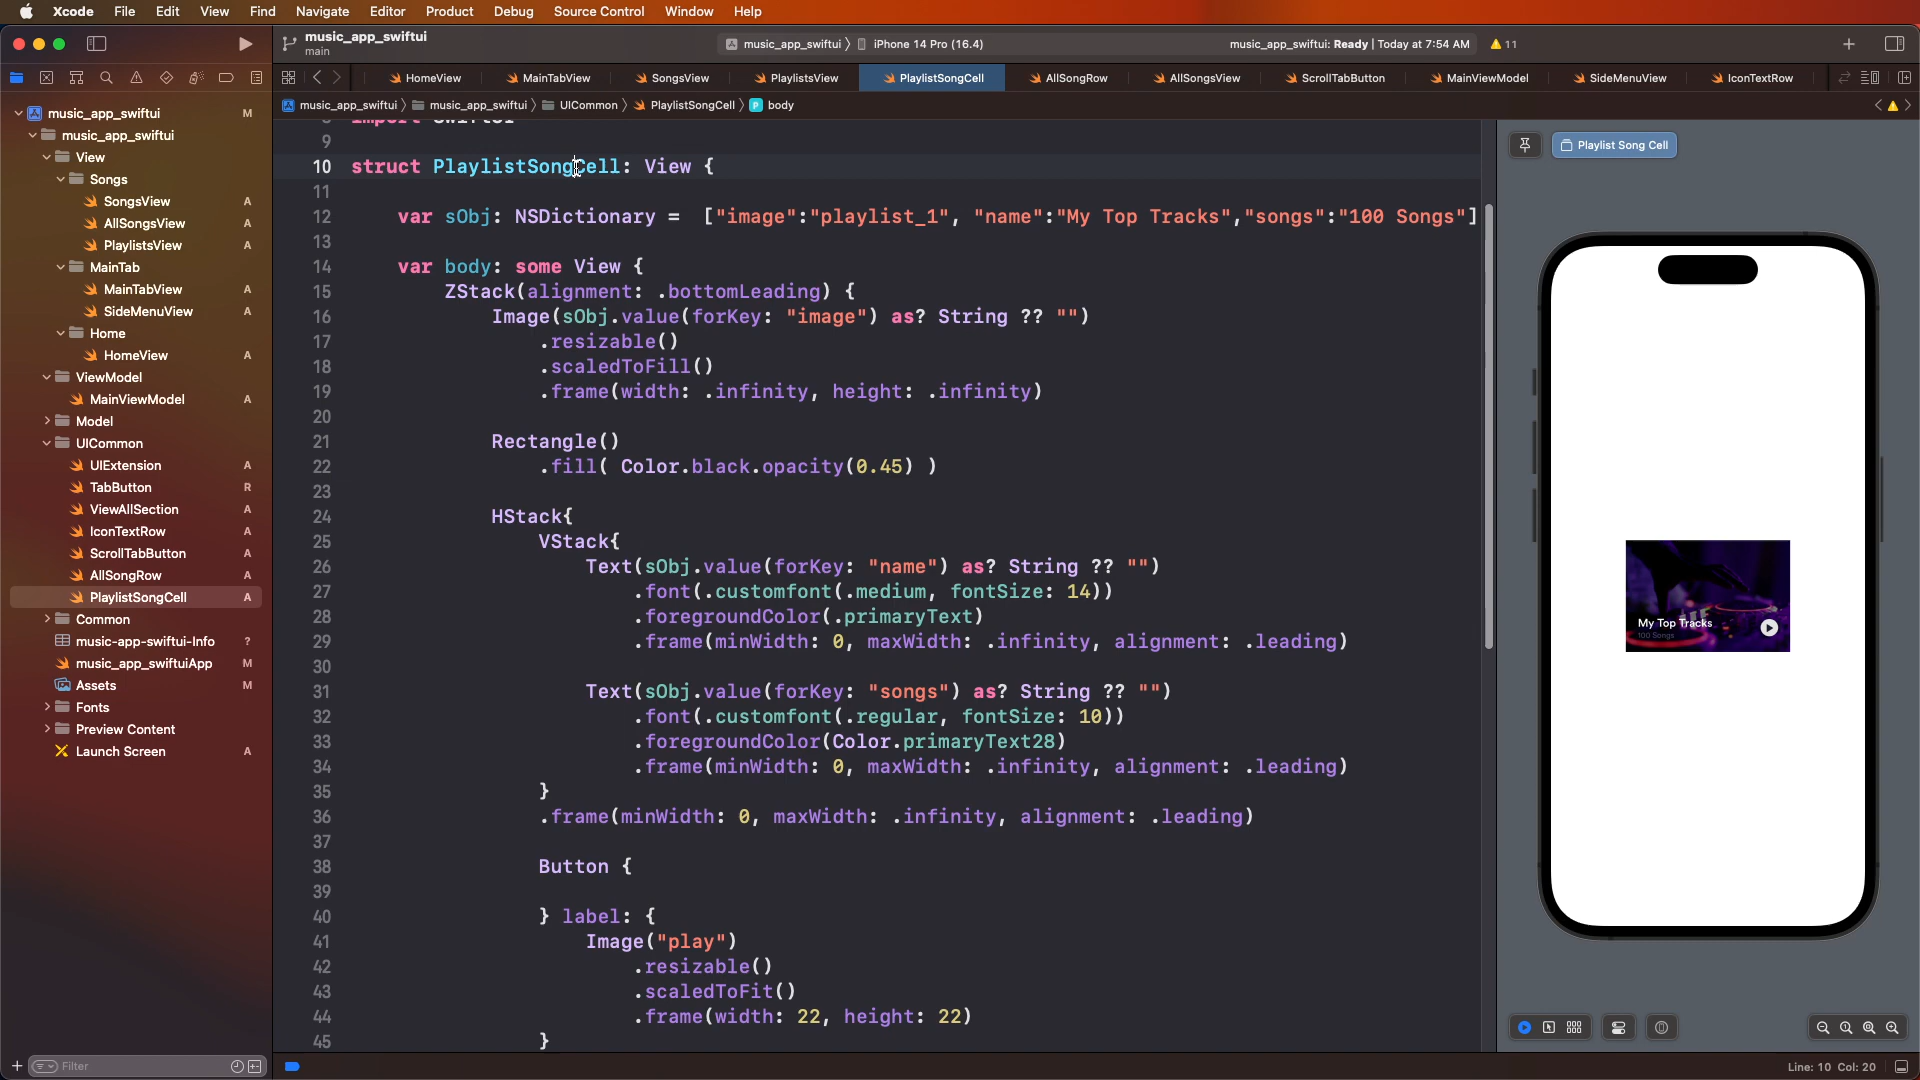 Xcode File Edit View Find Navigate Editor Product Debug Source Control Window Help
music_app_swiftui
main
music_app_swiftui 〉 iPhone 14 Pro (16.4)
music_app_swiftui: Ready | Today at 7:54 AM
11
HomeView MainTabView SongsView PlaylistsView PlaylistSongCell AllSongRow AllSongsView ScrollTabButton MainViewModel SideMenuView IconTextRow
music_app_swiftui 〉 music_app_swiftui 〉 UICommon 〉 PlaylistSongCell 〉 P body
music_app_swiftui M
music_app_swiftui
View
Songs
SongsView A
AllSongsView A
PlaylistsView A
MainTab
MainTabView A
SideMenuView A
Home
HomeView A
ViewModel
MainViewModel A
Model
UICommon
UIExtension A
TabButton R
ViewAllSection A
IconTextRow A
ScrollTabButton A
AllSongRow A
PlaylistSongCell A
Common
music-app-swiftui-Info ?
music_app_swiftuiApp M
Assets M
Fonts
Preview Content
Launch Screen A
Filter
8 import SwiftUI
9
10 struct PlaylistSongCell: View {
11
12 var sObj: NSDictionary = ["image":"playlist_1", "name":"My Top Tracks","songs":"100 Songs"]
13
14 var body: some View {
15 ZStack(alignment: .bottomLeading) {
16 Image(sObj.value(forKey: "image") as? String ?? "")
17 .resizable()
18 .scaledToFill()
19 .frame(width: .infinity, height: .infinity)
20
21 Rectangle()
22 .fill( Color.black.opacity(0.45) )
23
24 HStack{
25 VStack{
26 Text(sObj.value(forKey: "name") as? String ?? "")
27 .font(.customfont(.medium, fontSize: 14))
28 .foregroundColor(.primaryText)
29 .frame(minWidth: 0, maxWidth: .infinity, alignment: .leading)
30
31 Text(sObj.value(forKey: "songs") as? String ?? "")
32 .font(.customfont(.regular, fontSize: 10))
33 .foregroundColor(Color.primaryText28)
34 .frame(minWidth: 0, maxWidth: .infinity, alignment: .leading)
35 }
36 .frame(minWidth: 0, maxWidth: .infinity, alignment: .leading)
37
38 Button {
39
40 } label: {
41 Image("play")
42 .resizable()
43 .scaledToFit()
44 .frame(width: 22, height: 22)
45 }
Playlist Song Cell
My Top Tracks
100 Songs
Line: 10 Col: 20